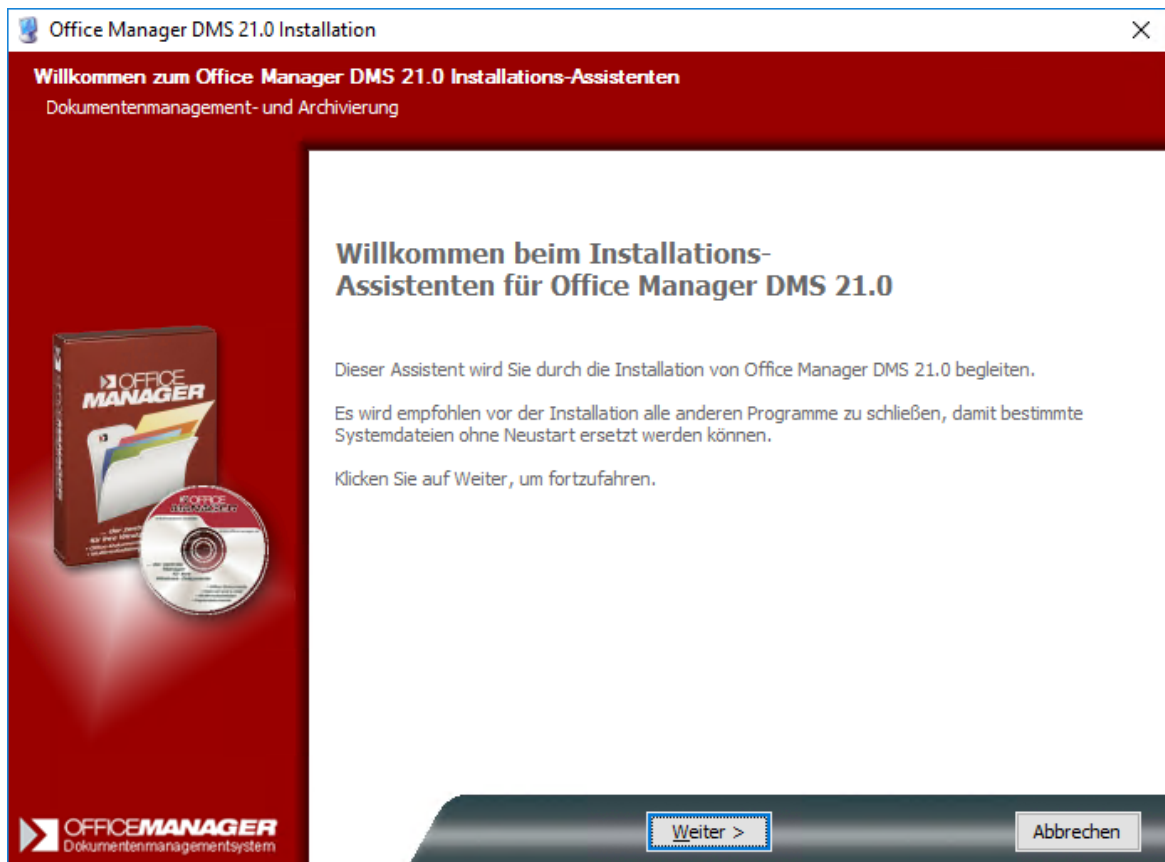 Office Manager DMS 21.0 Installation
Willkommen zum Office Manager DMS 21.0 Installations-Assistenten
Dokumentenmanagement- und Archivierung
Willkommen beim Installations-
Assistenten für Office Manager DMS 21.0
Dieser Assistent wird Sie durch die Installation von Office Manager DMS 21.0 begleiten.
Es wird empfohlen vor der Installation alle anderen Programme zu schließen, damit bestimmte
Systemdateien ohne Neustart ersetzt werden können.
Klicken Sie auf Weiter, um fortzufahren.
OFFICE
MANAGER
OFFICEMANAGER
Dokumentenmanagementsystem
Weiter >
Abbrechen